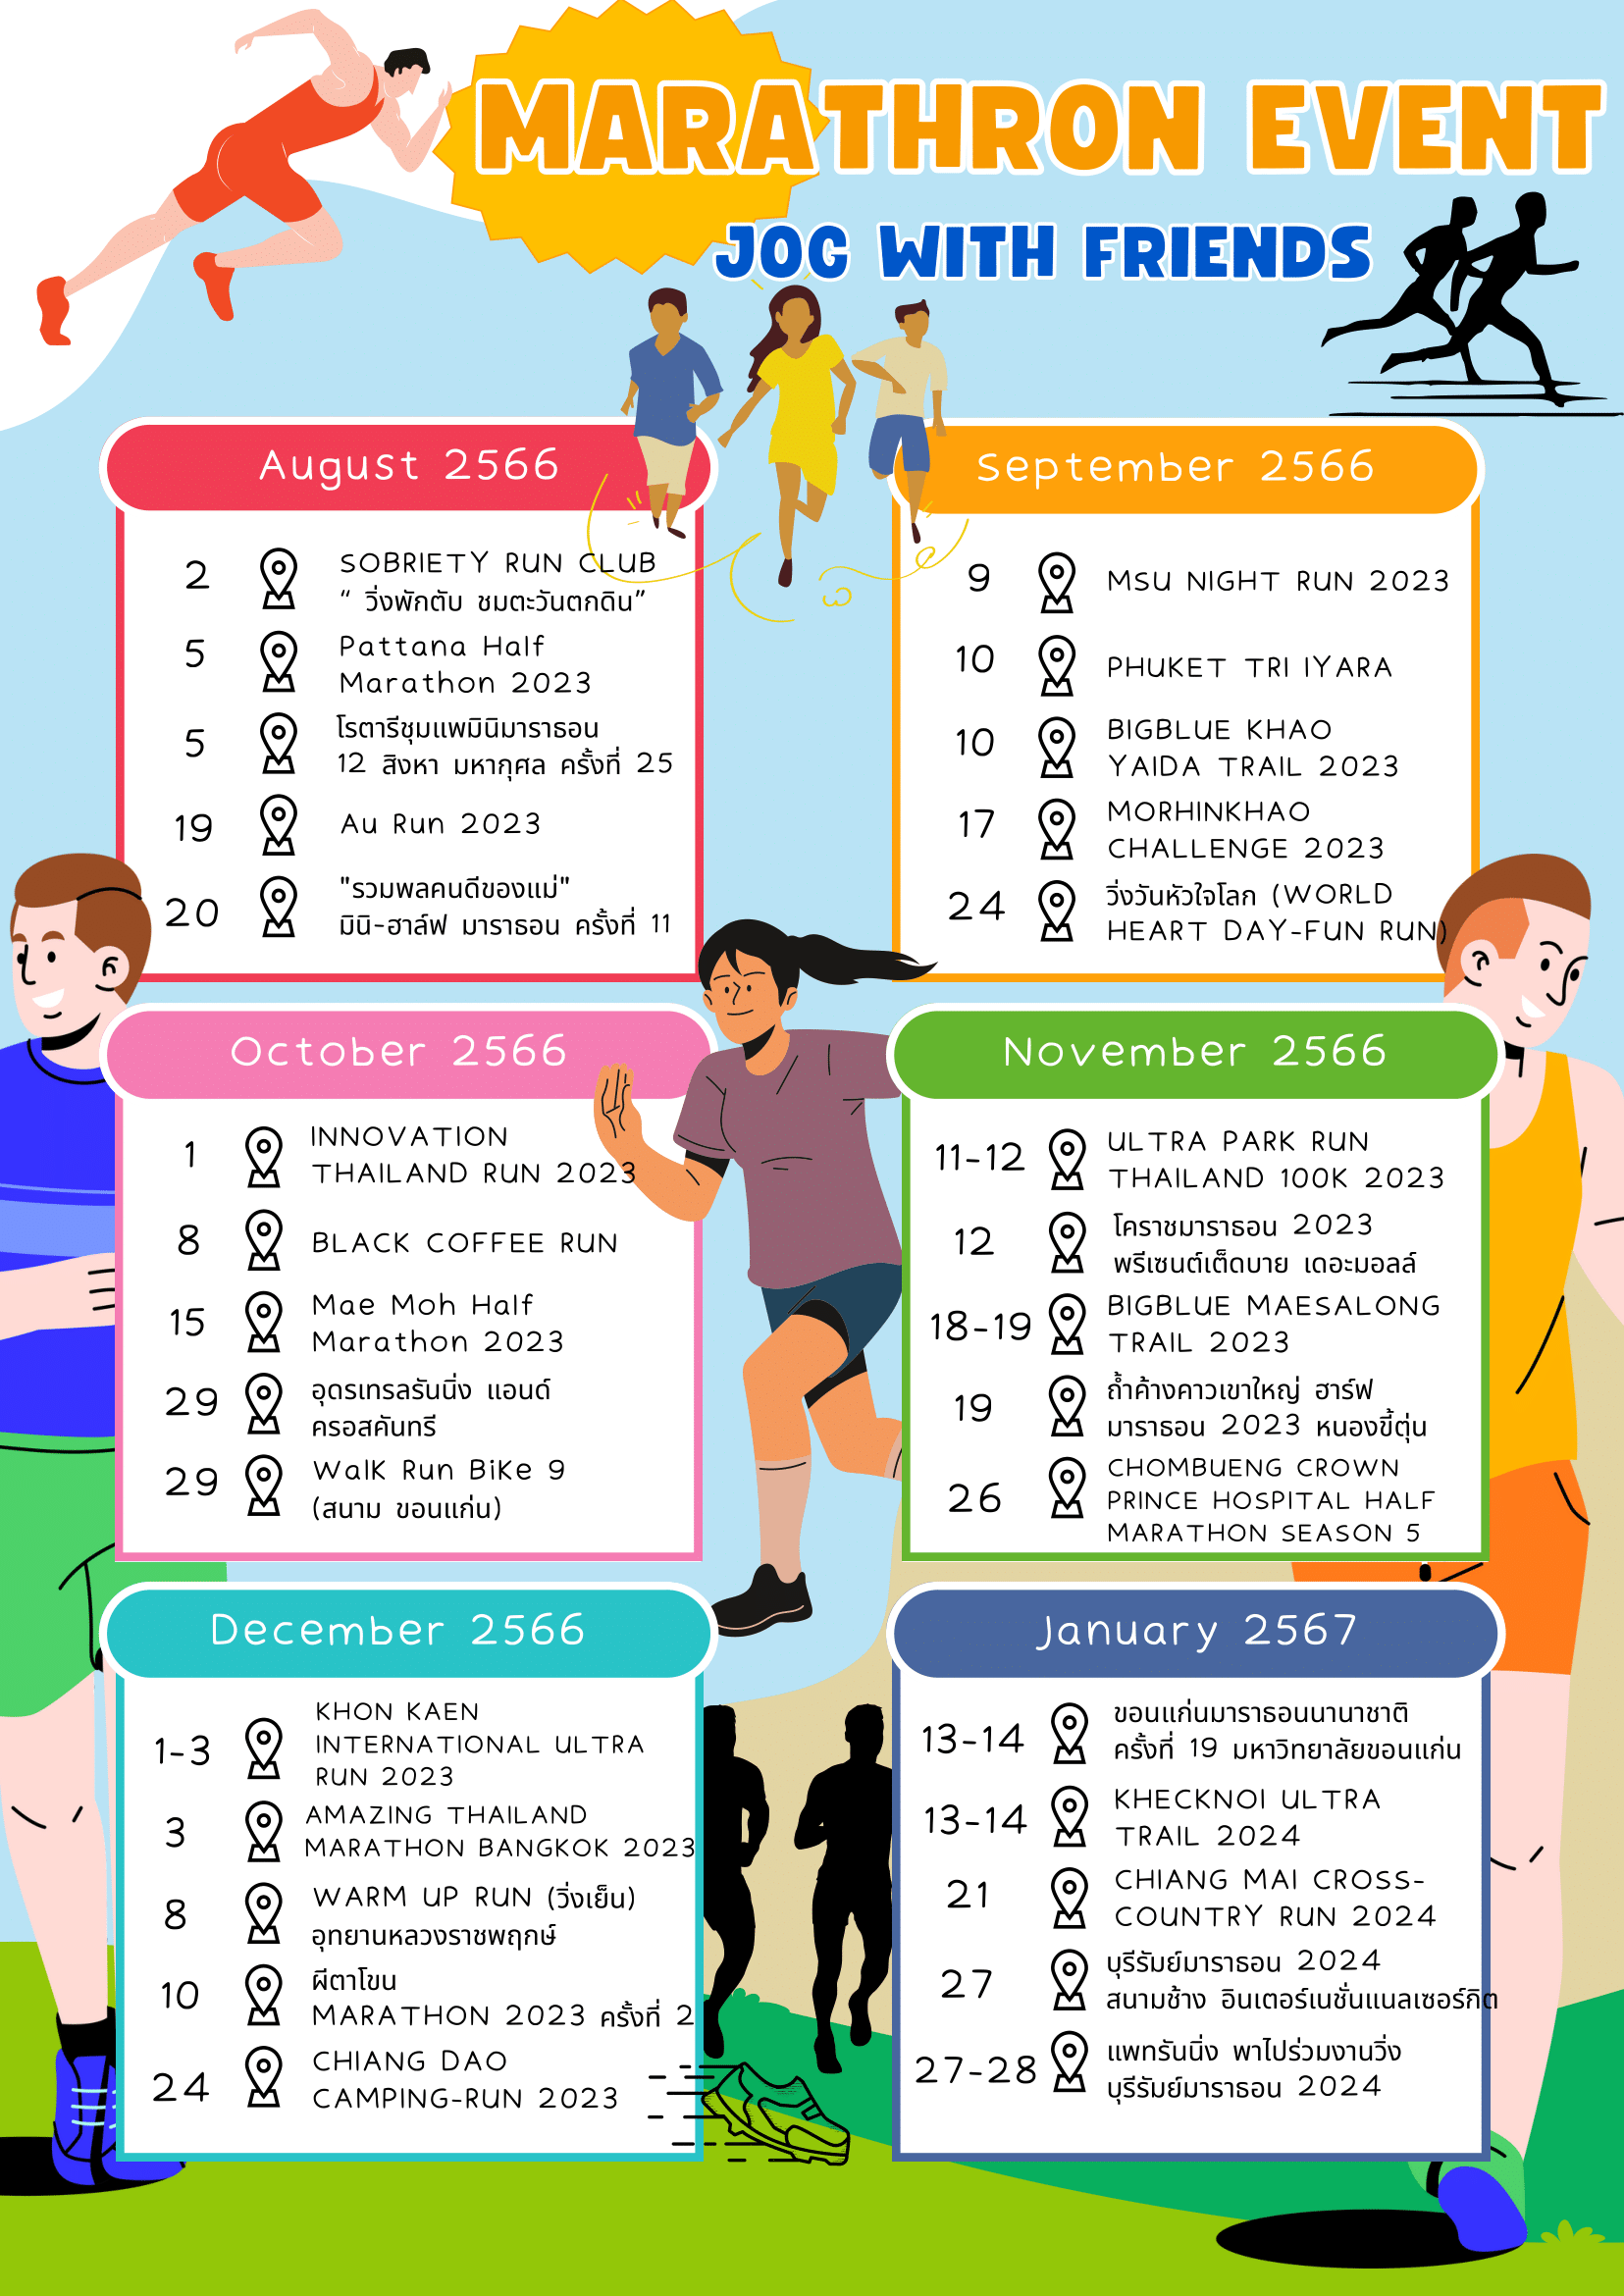 MARATHRON EVENT
JOG WITH FRIENDS
August 2566
2
SOBRIETY RUN CLUB
“ วิ่งพักตับ ชมตะวันตกดิน”
5
Pattana Half
Marathon 2023
5
โรตารีชุมแพมินิมาราธอน
12 สิงหา มหากุศล ครั้งที่ 25
19
Au Run 2023
20
"รวมพลคนดีของแม่"
มินิ-ฮาล์ฟ มาราธอน ครั้งที่ 11
September 2566
9
MSU NIGHT RUN 2023
10
PHUKET TRI IYARA
10
BIGBLUE KHAO
YAIDA TRAIL 2023
17
MORHINKHAO
CHALLENGE 2023
24
วิ่งวันหัวใจโลก (WORLD
HEART DAY-FUN RUN)
October 2566
1
INNOVATION
THAILAND RUN 2023
8
BLACK COFFEE RUN
15
Mae Moh Half
Marathon 2023
29
อุดรเทรลรันนิ่ง แอนด์
ครอสคันทรี
29
Walk Run Bike 9
(สนาม ขอนแก่น)
November 2566
11-12
ULTRA PARK RUN
THAILAND 100K 2023
12
โคราชมาราธอน 2023
พรีเซนต์เต็ดบาย เดอะมอลล์
18-19
BIGBLUE MAESALONG
TRAIL 2023
19
ถ้ำค้างคาวเขาใหญ่ ฮาร์ฟ
มาราธอน 2023 หนองขี้ตุ่น
26
CHOMBUENG CROWN
PRINCE HOSPITAL HALF
MARATHON SEASON 5
December 2566
1-3
KHON KAEN
INTERNATIONAL ULTRA
RUN 2023
3
AMAZING THAILAND
MARATHON BANGKOK 2023
8
WARM UP RUN (วิ่งเย็น)
อุทยานหลวงราชพฤกษ์
10
ผีตาโขน
MARATHON 2023 ครั้งที่ 2
24
CHIANG DAO
CAMPING-RUN 2023
January 2567
13-14
ขอนแก่นมาราธอนนานาชาติ
ครั้งที่ 19 มหาวิทยาลัยขอนแก่น
13-14
KHECKNOI ULTRA
TRAIL 2024
21
CHIANG MAI CROSS-
COUNTRY RUN 2024
27
บุรีรัมย์มาราธอน 2024
สนามช้าง อินเตอร์เนชั่นแนลเซอร์กิต
27-28
แพทรันนิ่ง พาไปร่วมงานวิ่ง
บุรีรัมย์มาราธอน 2024